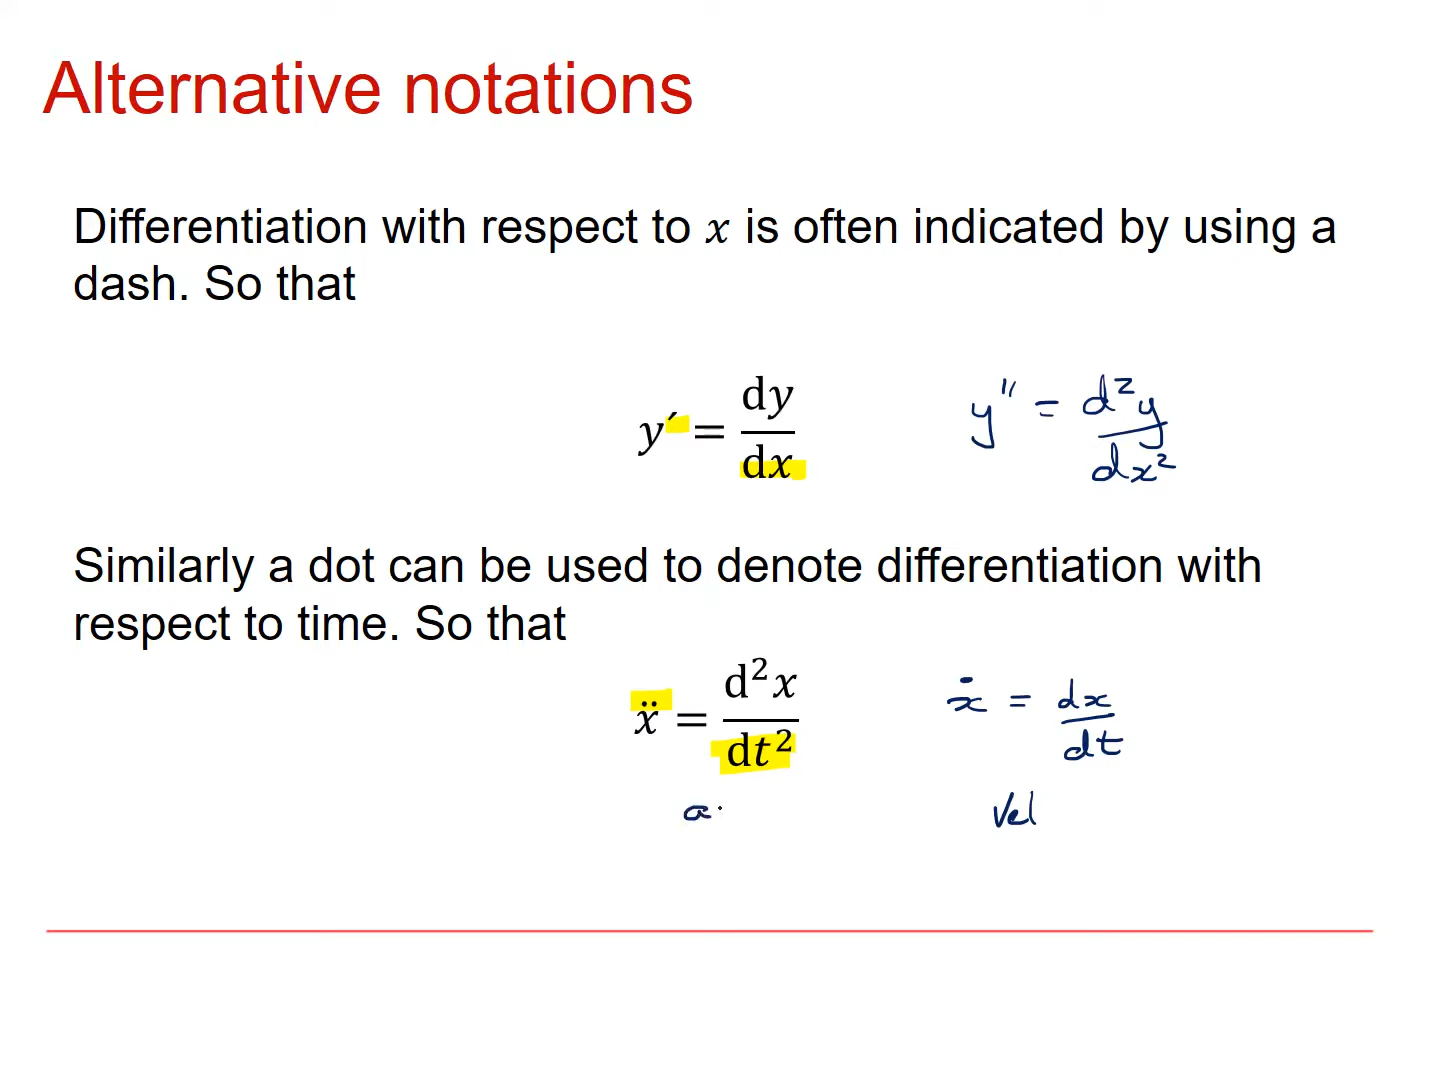 Alternative notations
Differentiation with respect to x is often indicated by using a
dash. So that
y′ = dy/dx
y'' = d²y/dx²
Similarly a dot can be used to denote differentiation with
respect to time. So that
ẍ = d²x/dt²
ẋ = dx/dt
a
Vel